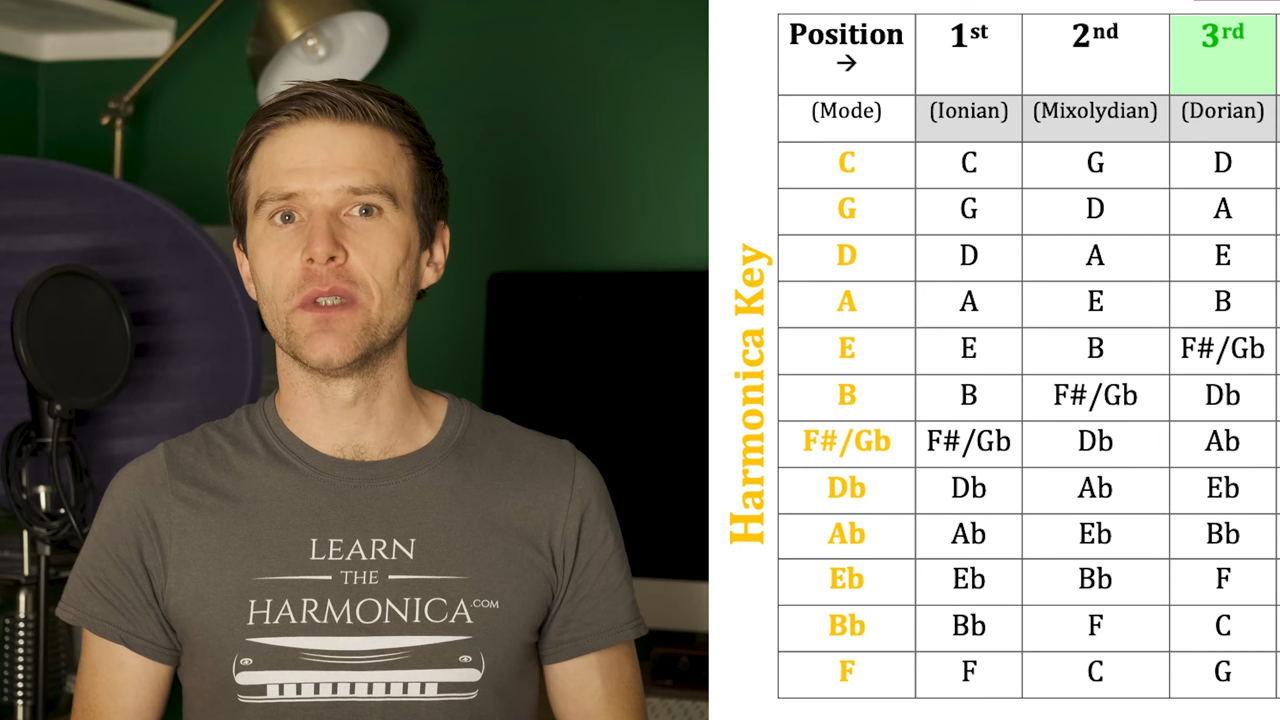 LEARN
THE
HARMONICA.COM
Harmonica Key
Position → 1st 2nd 3rd
(Mode) (Ionian) (Mixolydian) (Dorian)
C C G D
G G D A
D D A E
A A E B
E E B F#/Gb
B B F#/Gb Db
F#/Gb F#/Gb Db Ab
Db Db Ab Eb
Ab Ab Eb Bb
Eb Eb Bb F
Bb Bb F C
F F C G